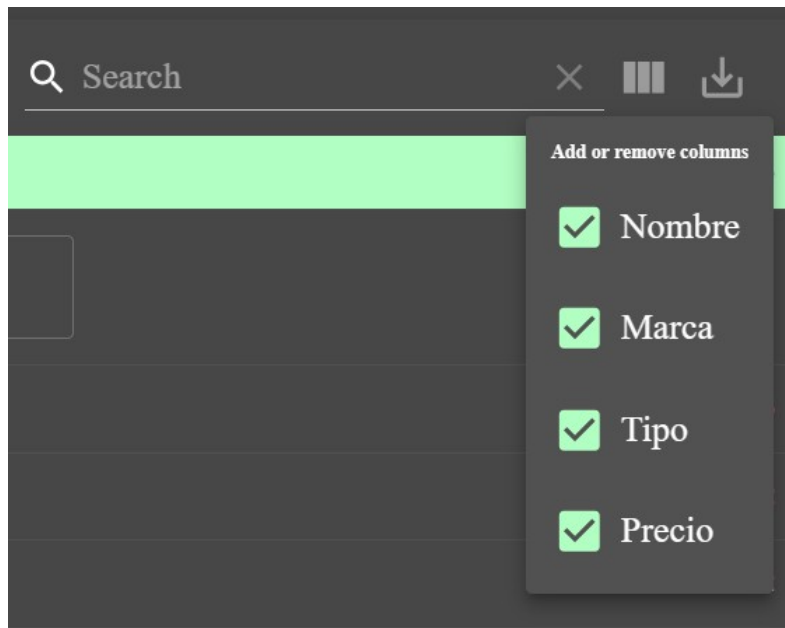 Search
Add or remove columns
Nombre
Marca
Tipo
Precio